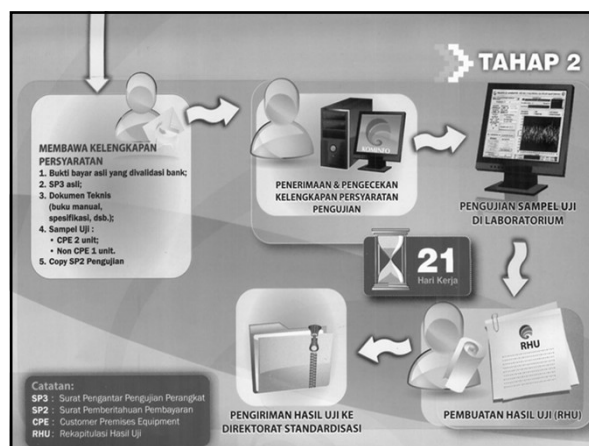 TAHAP 2
MEMBAWA KELENGKAPAN
PERSYARATAN
1. Bukti bayar asli yang divalidasi bank;
2. SP3 asli;
3. Dokumen Teknis
(buku manual,
spesifikasi, dsb.);
4. Sampel Uji :
• CPE 2 unit;
• Non CPE 1 unit.
5. Copy SP2 Pengujian
KOMINFO
PENERIMAAN & PENGECEKAN
KELENGKAPAN PERSYARATAN
PENGUJIAN
PENGUJIAN SAMPEL UJI
DI LABORATORIUM
21
Hari Kerja
RHU
PEMBUATAN HASIL UJI (RHU)
PENGIRIMAN HASIL UJI KE
DIREKTORAT STANDARDISASI
Catatan:
SP3 : Surat Pengantar Pengujian Perangkat
SP2 : Surat Pemberitahuan Pembayaran
CPE : Customer Premises Equipment
RHU : Rekapitulasi Hasil Uji